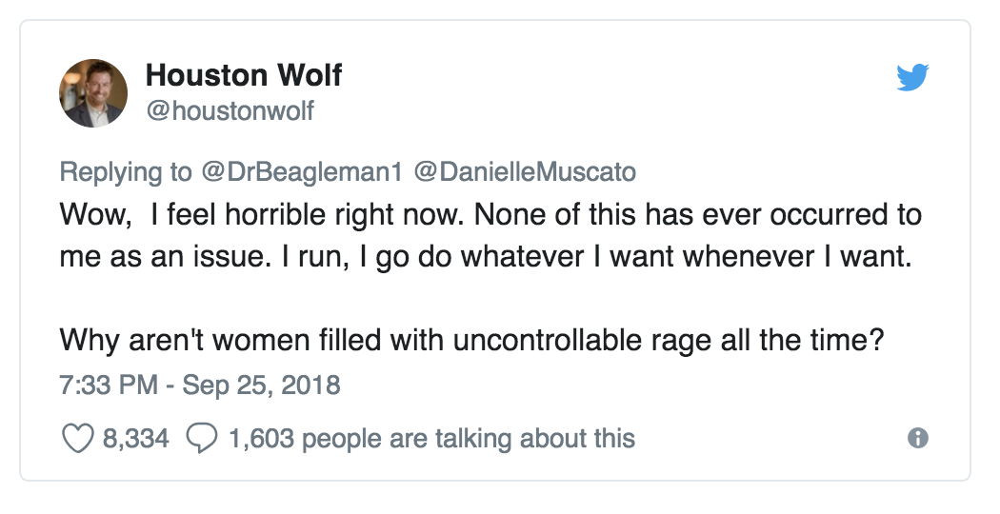 Houston Wolf
@houstonwolf
Replying to @DrBeagleman1 @DanielleMuscato
Wow,  I feel horrible right now. None of this has ever occurred to
me as an issue. I run, I go do whatever I want whenever I want.
Why aren't women filled with uncontrollable rage all the time?
7:33 PM - Sep 25, 2018
8,334 1,603 people are talking about this